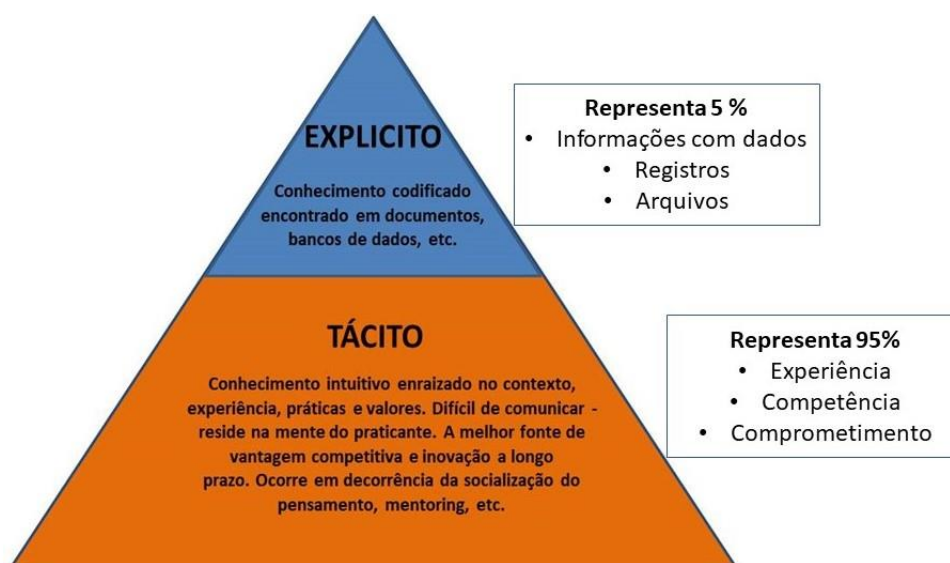 EXPLICITO
Conhecimento codificado
encontrado em documentos,
bancos de dados, etc.
Representa 5 %
• Informações com dados
• Registros
• Arquivos
TÁCITO
Conhecimento intuitivo enraizado no contexto,
experiência, práticas e valores. Difícil de comunicar -
reside na mente do praticante. A melhor fonte de
vantagem competitiva e inovação a longo
prazo. Ocorre em decorrência da socialização do
pensamento, mentoring, etc.
Representa 95%
• Experiência
• Competência
• Comprometimento